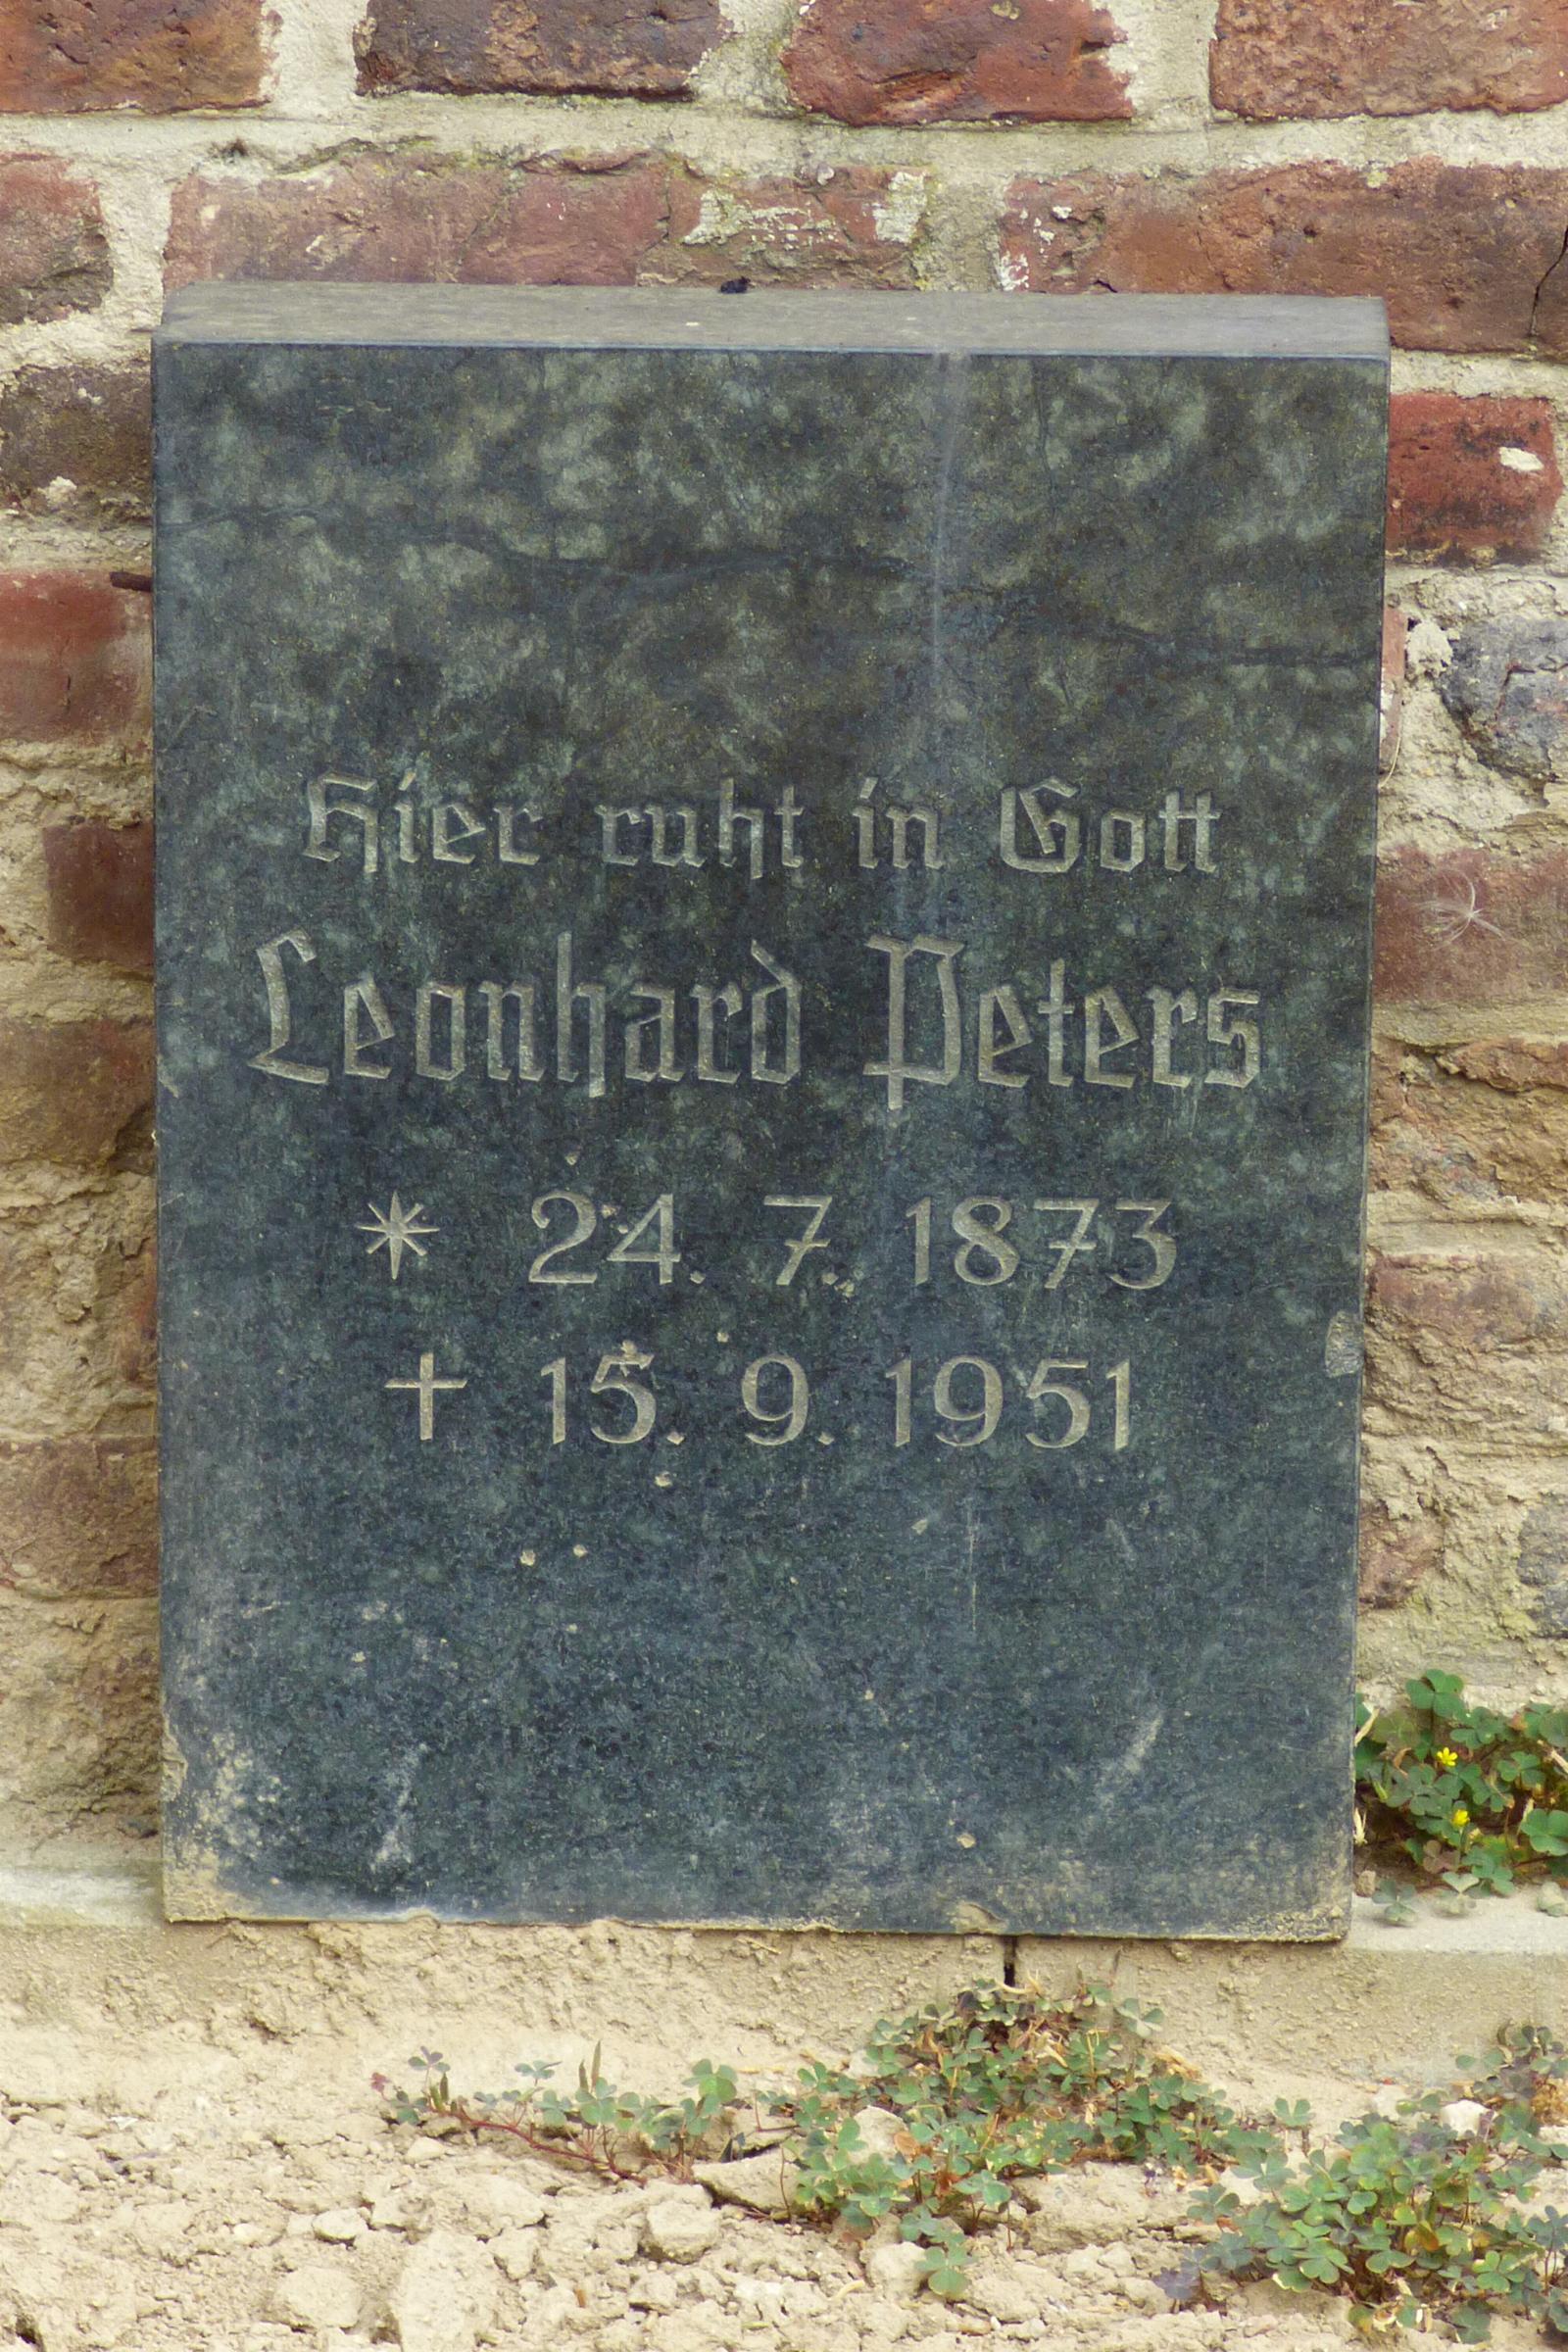 Hier ruht in Gott
Leonhard Peters
* 24. 7. 1873
† 15. 9. 1951